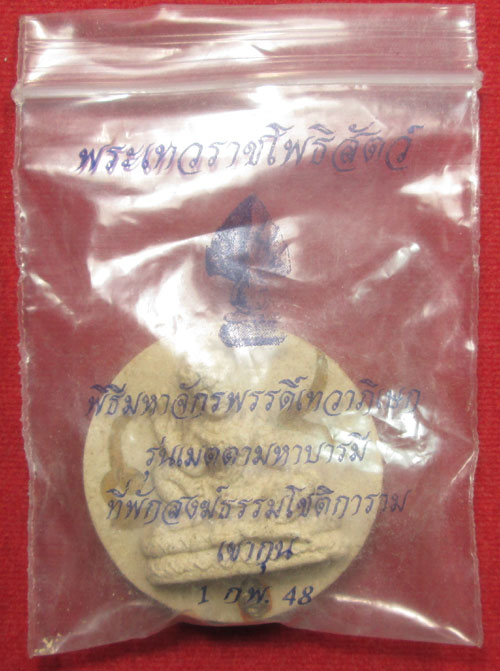 พระเทวราชโพธิสัตว์
พิธีมหาจักรพรรดิ์เทวาภิเษก
รุ่นเมตตามหาบารมี
ที่พักสงฆ์ธรรมโชติการาม
เขากุน
1 กพ. 48